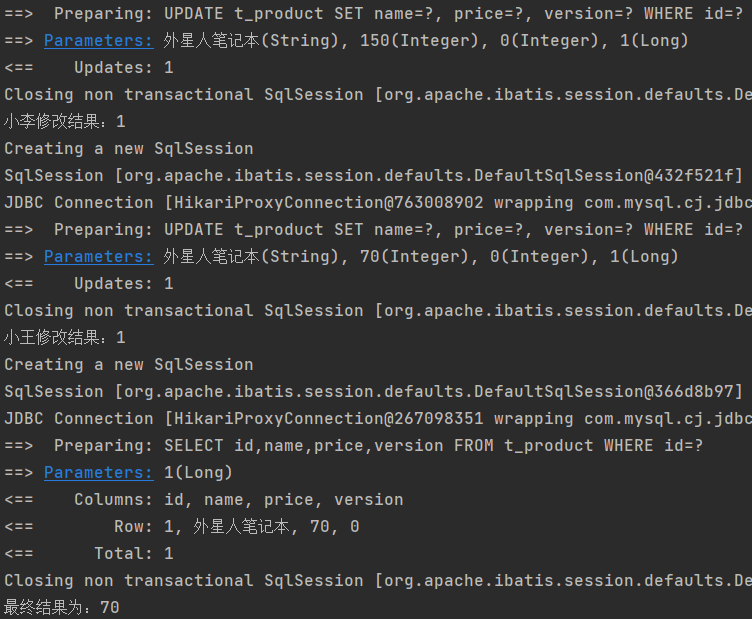 ==>  Preparing: UPDATE t_product SET name=?, price=?, version=? WHERE id=?
==> Parameters: 外星人笔记本(String), 150(Integer), 0(Integer), 1(Long)
<==    Updates: 1
Closing non transactional SqlSession [org.apache.ibatis.session.defaults.De
小李修改结果：1
Creating a new SqlSession
SqlSession [org.apache.ibatis.session.defaults.DefaultSqlSession@432f521f]
JDBC Connection [HikariProxyConnection@763008902 wrapping com.mysql.cj.jdbc
==>  Preparing: UPDATE t_product SET name=?, price=?, version=? WHERE id=?
==> Parameters: 外星人笔记本(String), 70(Integer), 0(Integer), 1(Long)
<==    Updates: 1
Closing non transactional SqlSession [org.apache.ibatis.session.defaults.De
小王修改结果：1
Creating a new SqlSession
SqlSession [org.apache.ibatis.session.defaults.DefaultSqlSession@366d8b97]
JDBC Connection [HikariProxyConnection@267098351 wrapping com.mysql.cj.jdbc
==>  Preparing: SELECT id,name,price,version FROM t_product WHERE id=?
==> Parameters: 1(Long)
<==    Columns: id, name, price, version
<==        Row: 1, 外星人笔记本, 70, 0
<==      Total: 1
Closing non transactional SqlSession [org.apache.ibatis.session.defaults.De
最终结果为：70